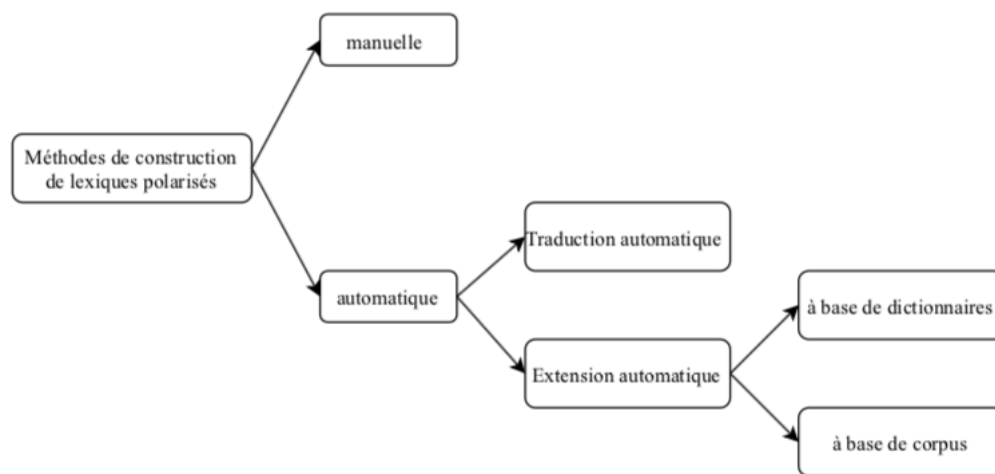 manuelle
Méthodes de construction
de lexiques polarisés
Traduction automatique
automatique
à base de dictionnaires
Extension automatique
à base de corpus